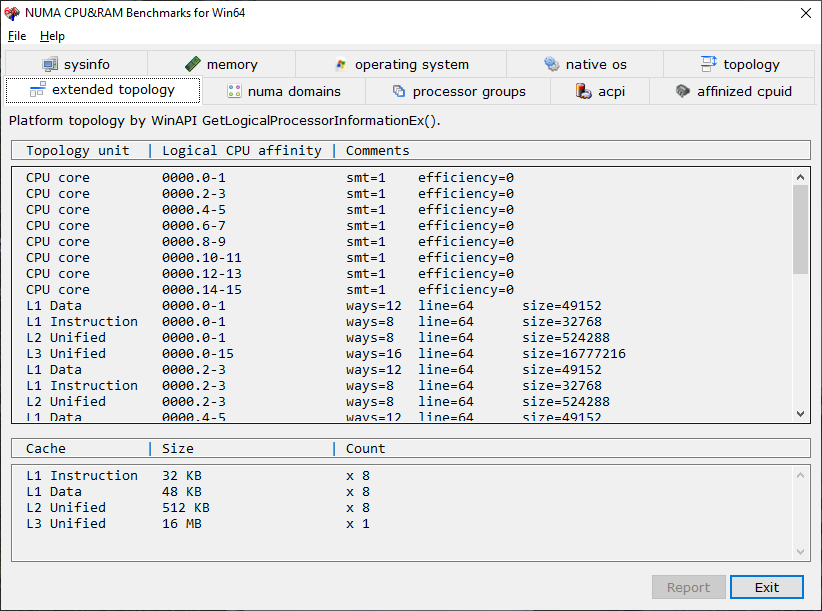 NUMA CPU&RAM Benchmarks for Win64
File Help
sysinfo memory operating system native os topology
extended topology numa domains processor groups acpi affinized cpuid
Platform topology by WinAPI GetLogicalProcessorInformationEx().
Topology unit | Logical CPU affinity | Comments
CPU core 0000.0-1 smt=1 efficiency=0
CPU core 0000.2-3 smt=1 efficiency=0
CPU core 0000.4-5 smt=1 efficiency=0
CPU core 0000.6-7 smt=1 efficiency=0
CPU core 0000.8-9 smt=1 efficiency=0
CPU core 0000.10-11 smt=1 efficiency=0
CPU core 0000.12-13 smt=1 efficiency=0
CPU core 0000.14-15 smt=1 efficiency=0
L1 Data 0000.0-1 ways=12 line=64 size=49152
L1 Instruction 0000.0-1 ways=8 line=64 size=32768
L2 Unified 0000.0-1 ways=8 line=64 size=524288
L3 Unified 0000.0-15 ways=16 line=64 size=16777216
L1 Data 0000.2-3 ways=12 line=64 size=49152
L1 Instruction 0000.2-3 ways=8 line=64 size=32768
L2 Unified 0000.2-3 ways=8 line=64 size=524288
L1 Data 0000.4-5 ways=12 line=64 size=49152
Cache | Size | Count
L1 Instruction 32 KB x 8
L1 Data 48 KB x 8
L2 Unified 512 KB x 8
L3 Unified 16 MB x 1
Report Exit